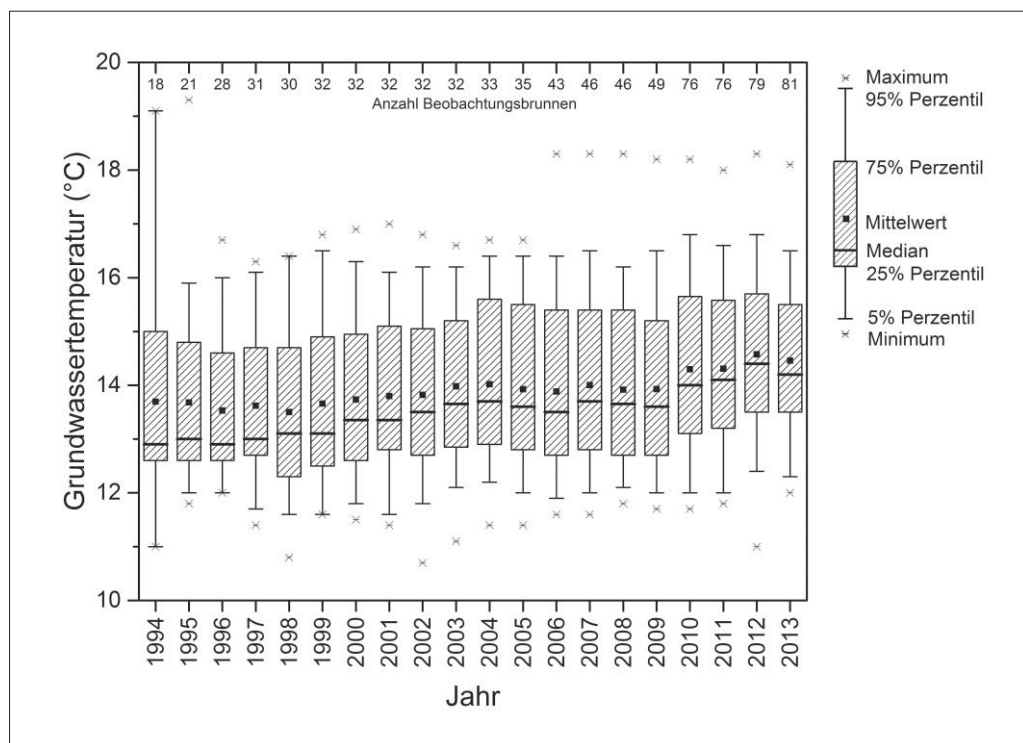 20
18 21 28 31 30 32 32 32 32 32 33 35 43 46 46 49 76 76 79 81
Anzahl Beobachtungsbrunnen
18
16
14
12
10
Grundwassertemperatur (°C)
1994 1995 1996 1997 1998 1999 2000 2001 2002 2003 2004 2005 2006 2007 2008 2009 2010 2011 2012 2013
Jahr
Maximum
95% Perzentil
75% Perzentil
Mittelwert
Median
25% Perzentil
5% Perzentil
Minimum